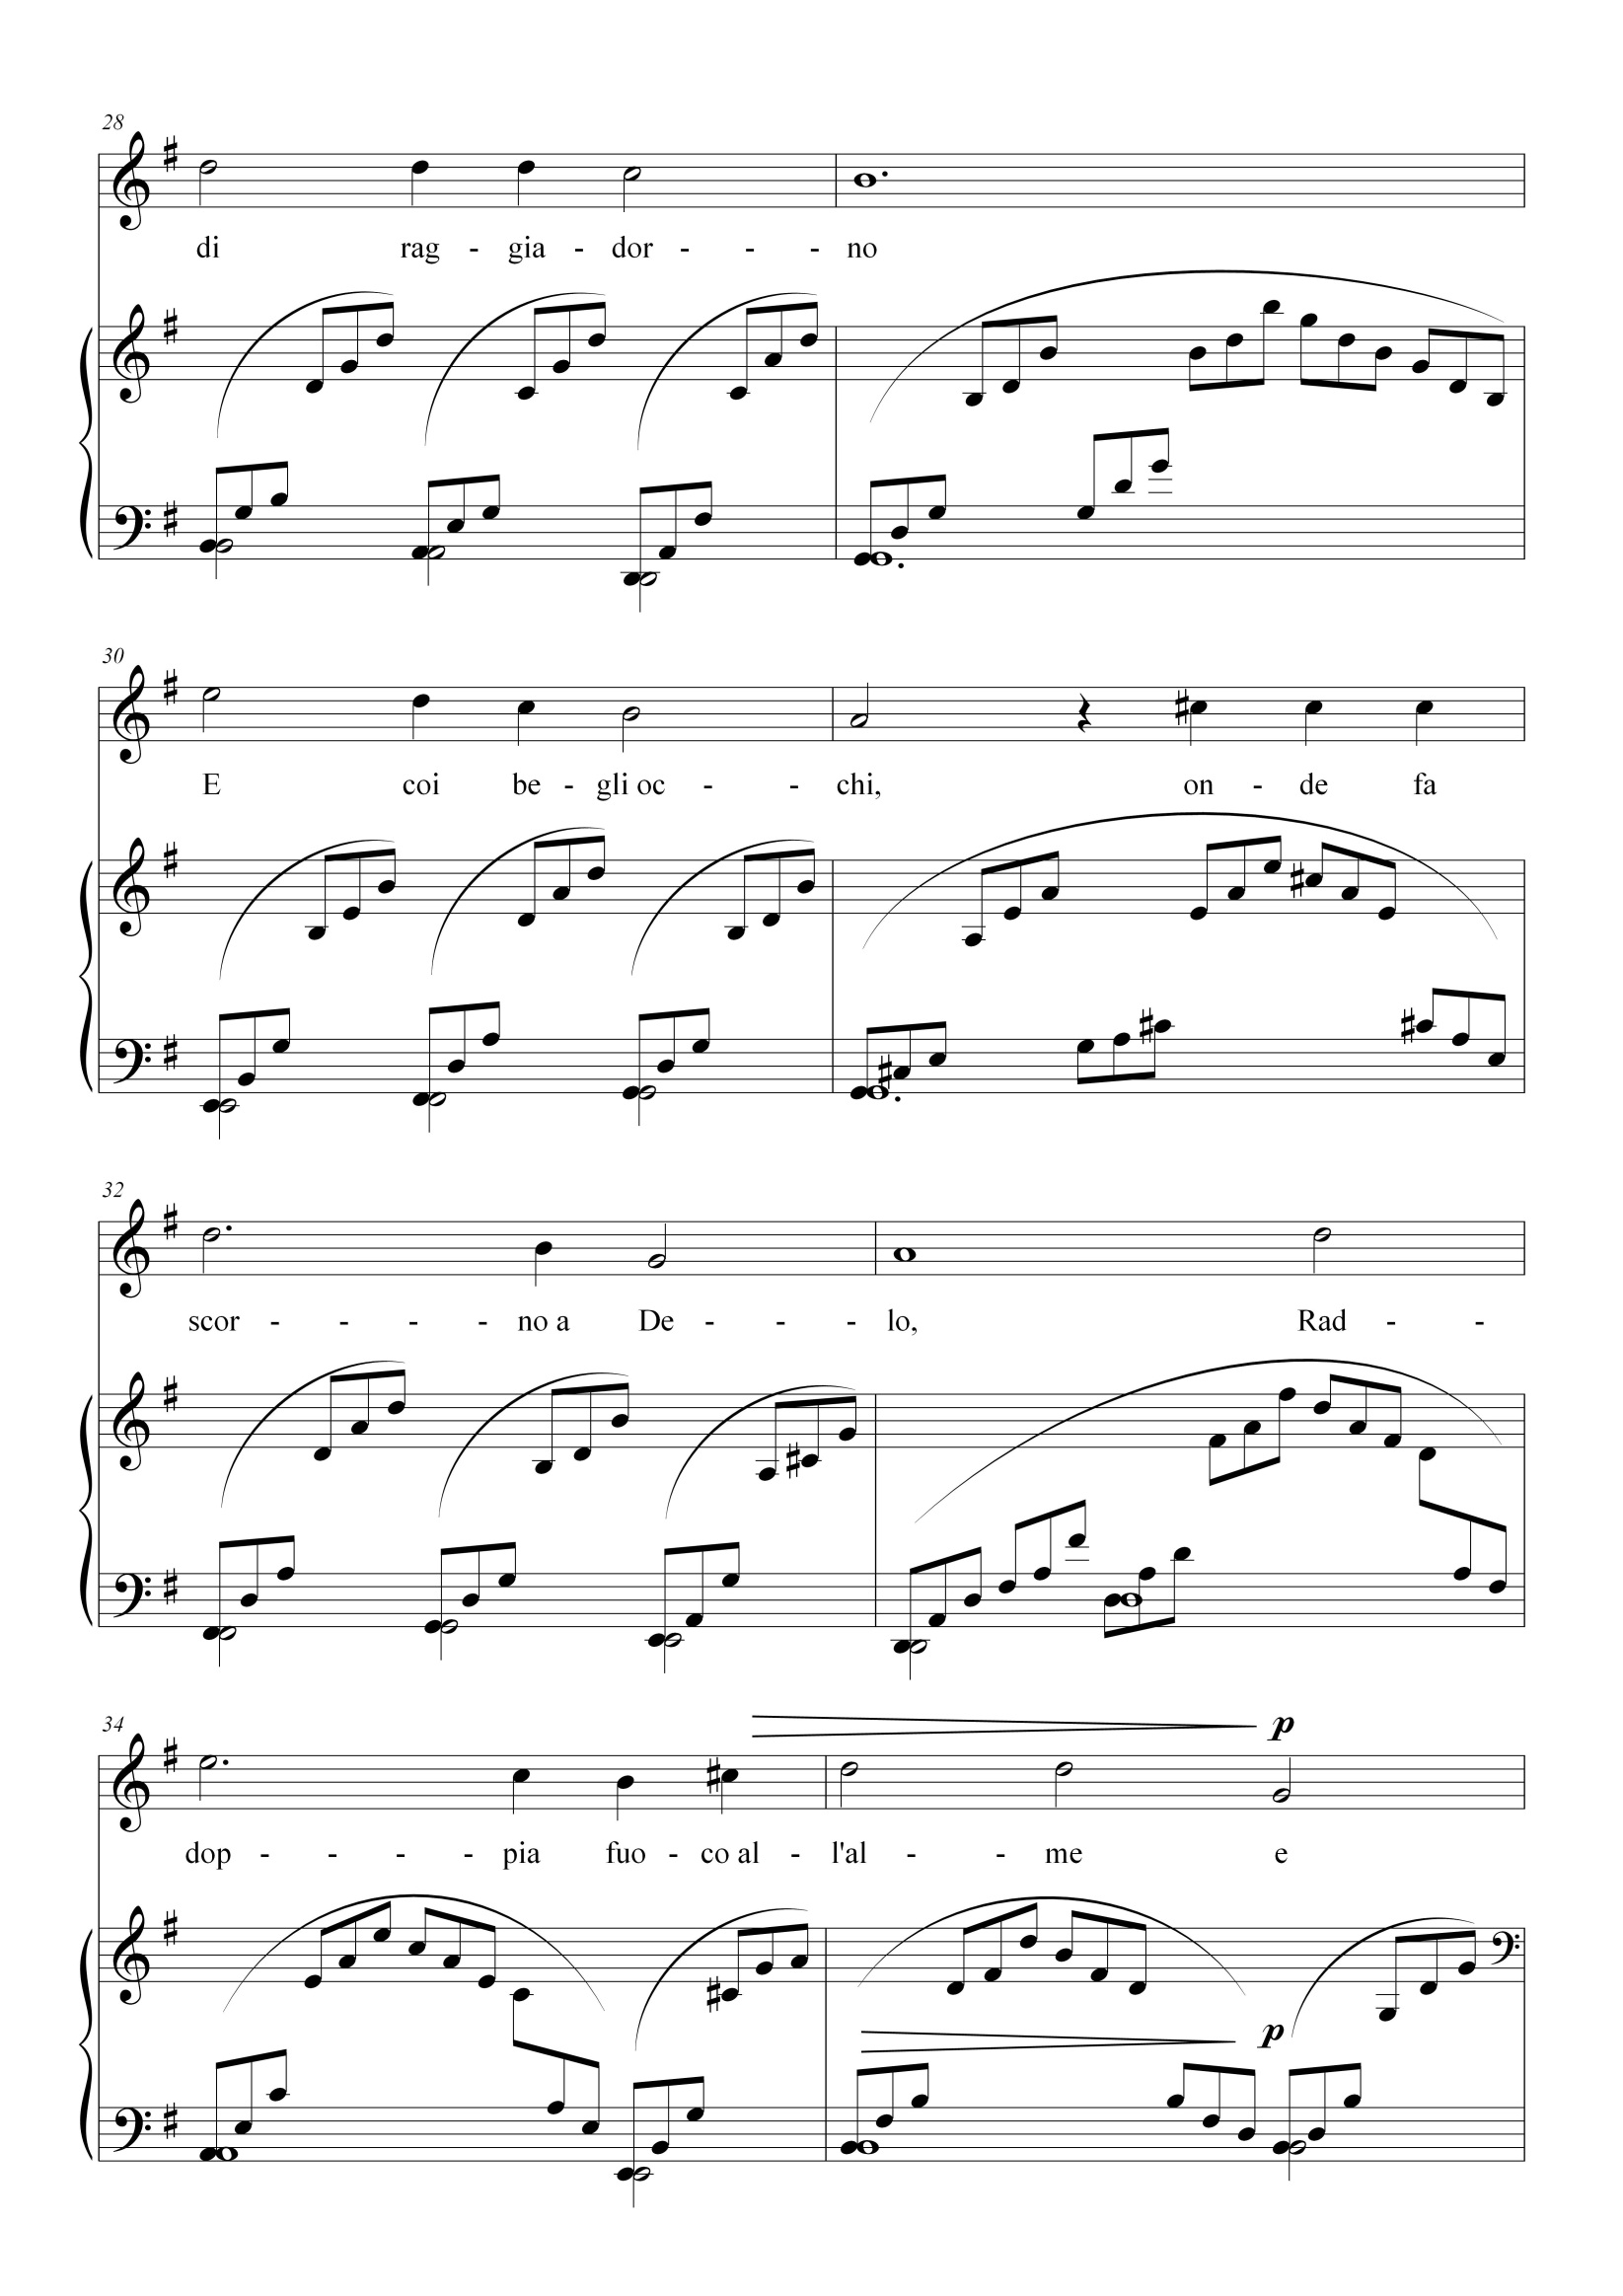 28
di rag - gia - dor - - - no
30
E coi be - gli oc - - chi, on - de fa
32
scor - - - - no a De - - - lo, Rad - -
34
p
dop - - - - pia fuo - co al - l'al - - me e
p